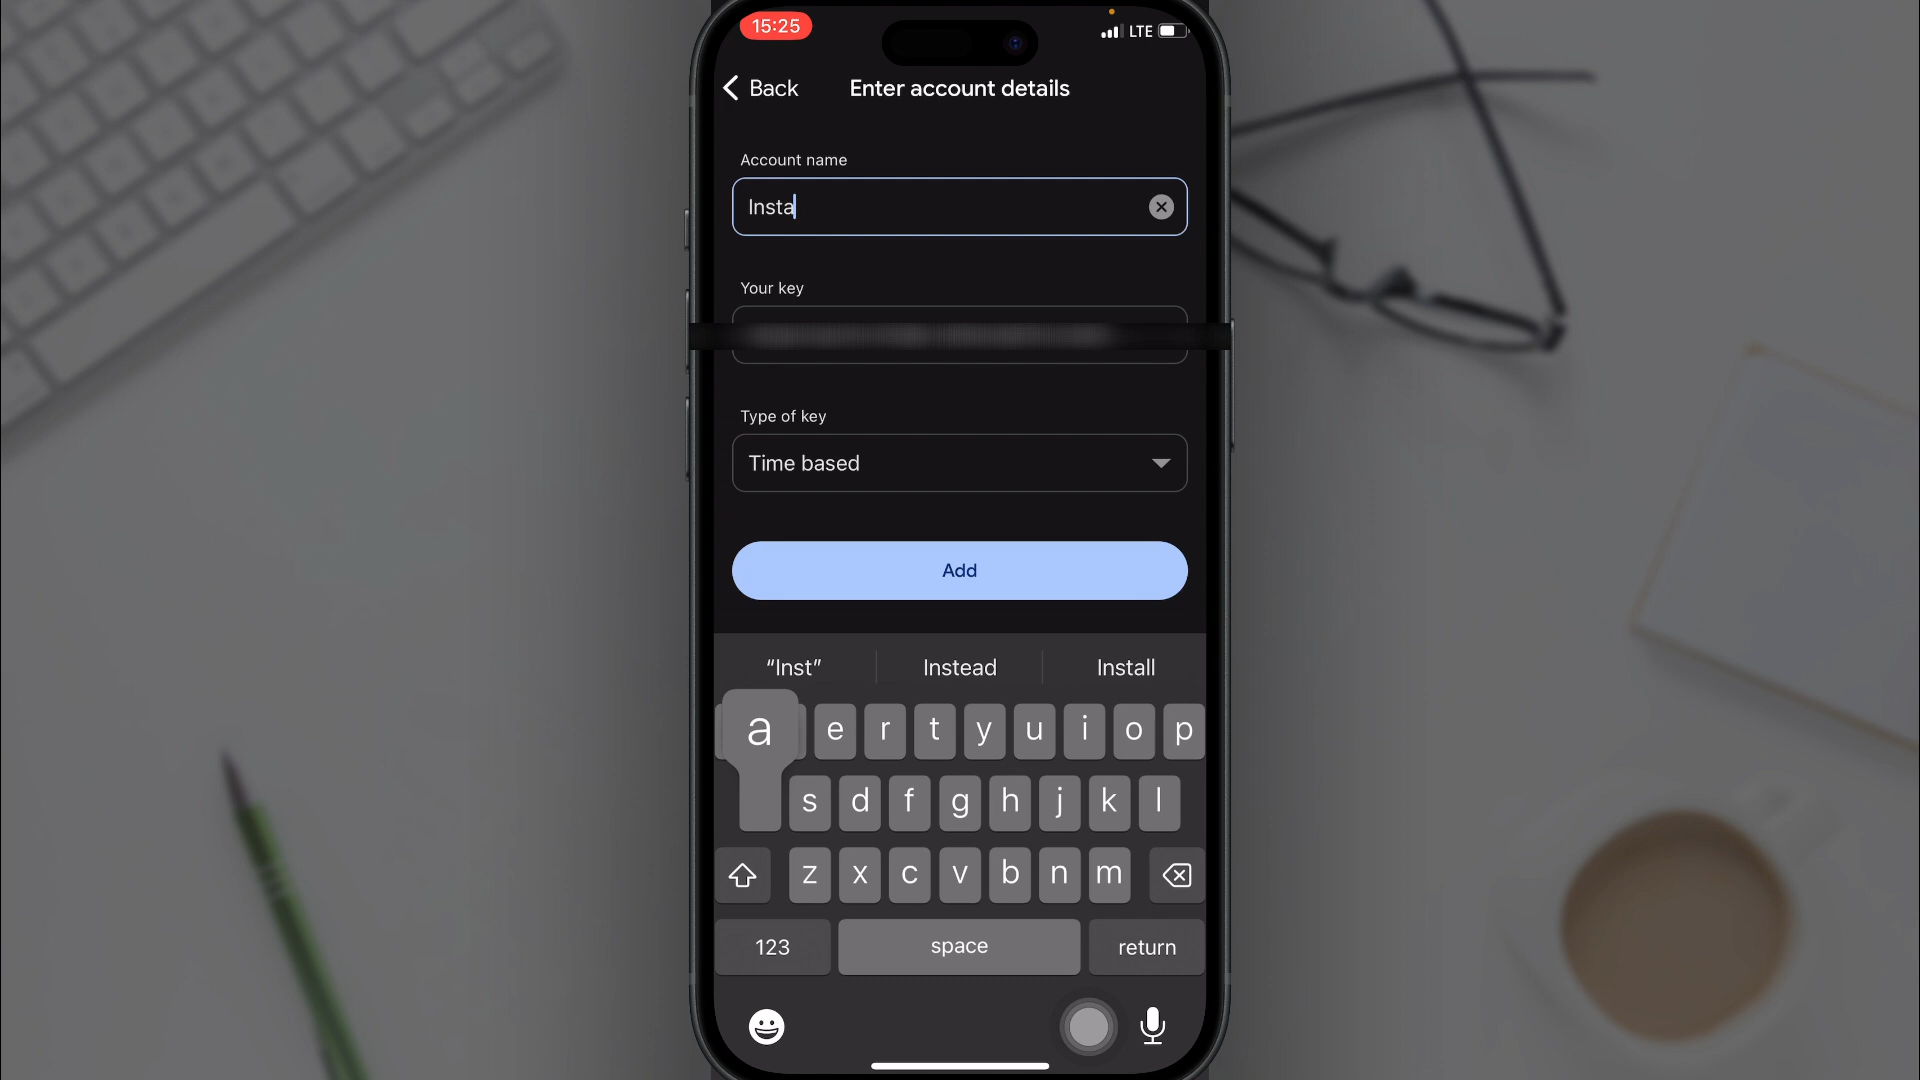 15:25
LTE
Back
Enter account details
Account name
Insta
Your key
Type of key
Time based
Add
“Inst” Instead Install
a e r t y u i o p
s d f g h j k l
z x c v b n m
123 space return